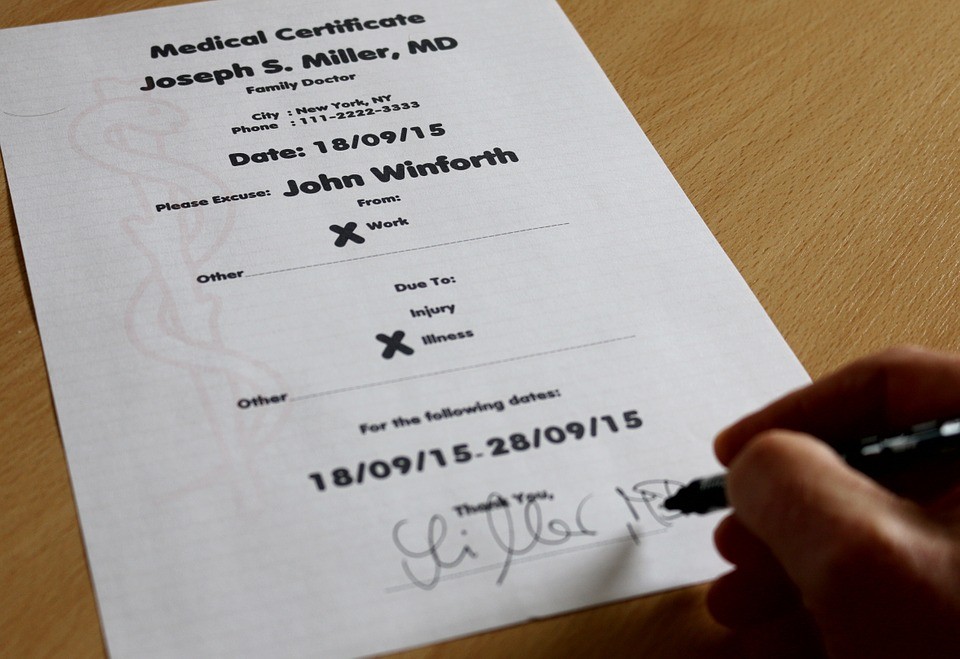 Medical Certificate
Joseph S. Miller, MD
Family Doctor
City : New York, NY
Phone : 111-2222-3333
Date: 18/09/15
Please Excuse: John Winforth
From:
X Work
Other
Due To:
Injury
X Illness
Other
For the following dates:
18/09/15-28/09/15
Thank You,
Miller MD